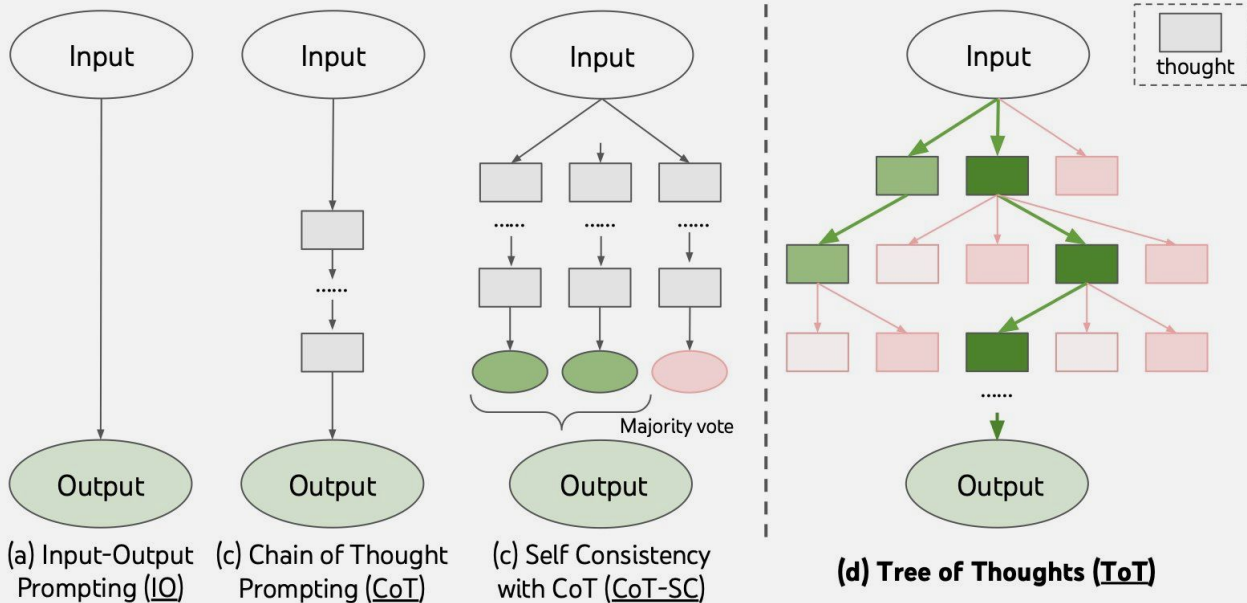 Input
Input
Input
Input
thought
......
......
......
......
......
Majority vote
Output
Output
Output
Output
(a) Input-Output
Prompting (IO)
(c) Chain of Thought
Prompting (CoT)
(c) Self Consistency
with CoT (CoT-SC)
(d) Tree of Thoughts (ToT)